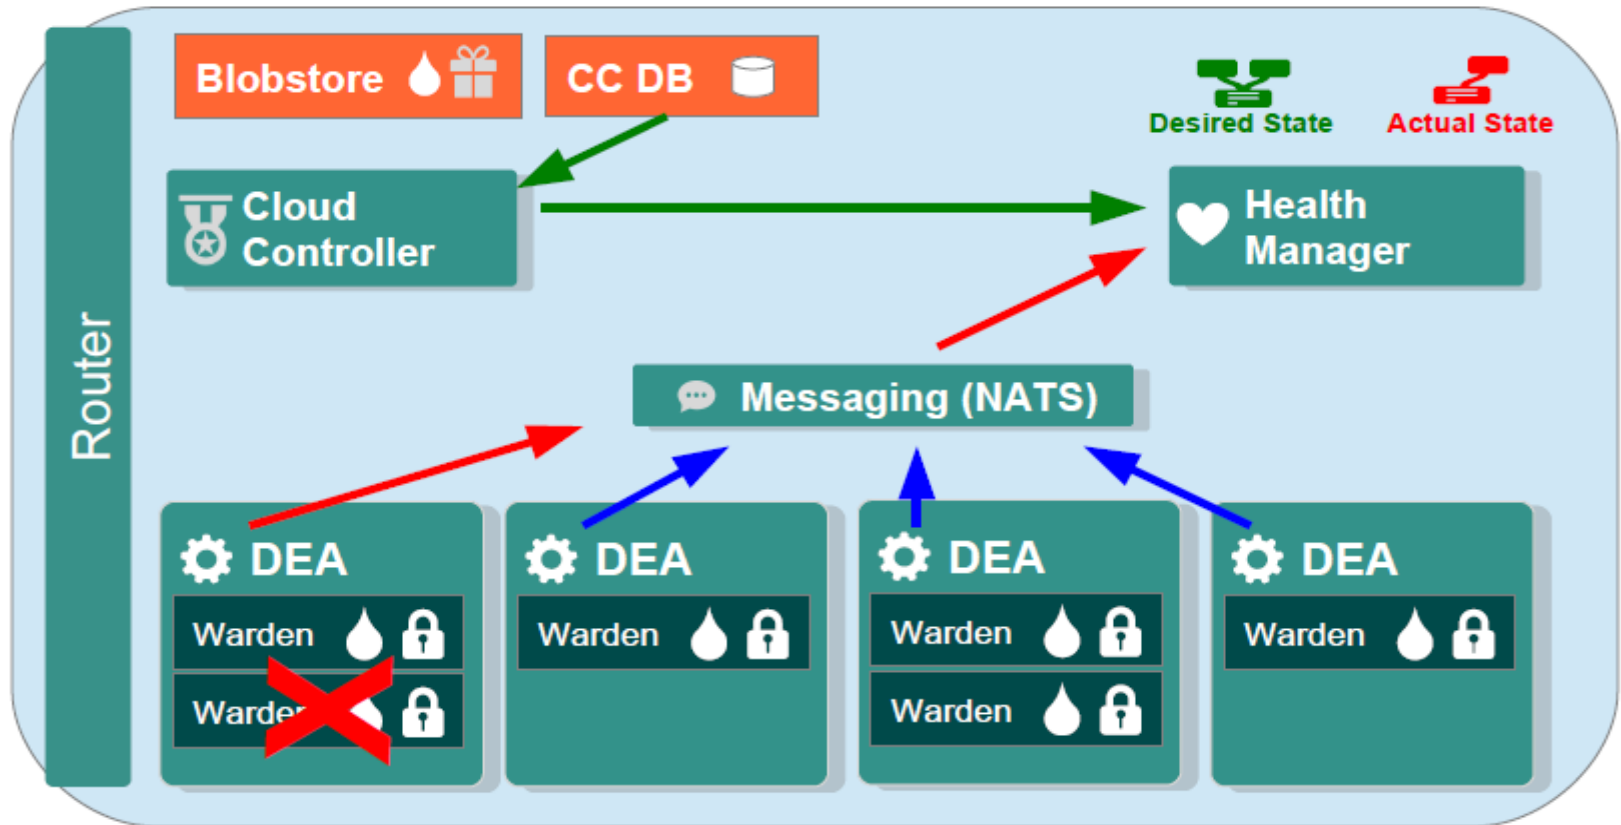 Router
Blobstore
CC DB
Desired State
Actual State
Cloud
Controller
Health
Manager
Messaging (NATS)
DEA
Warden
Warden
DEA
Warden
DEA
Warden
Warden
DEA
Warden